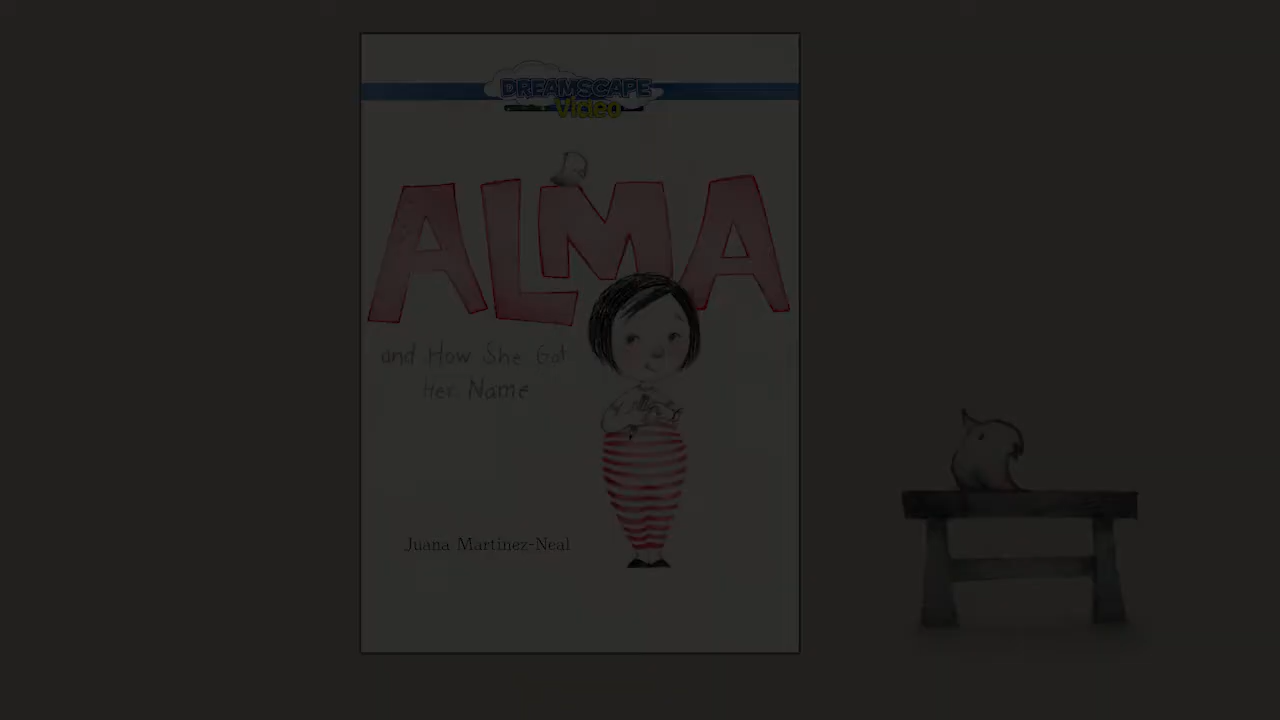 DREAMSCAPE
Video
ALMA
and How She Got
Her Name
Juana Martinez-Neal